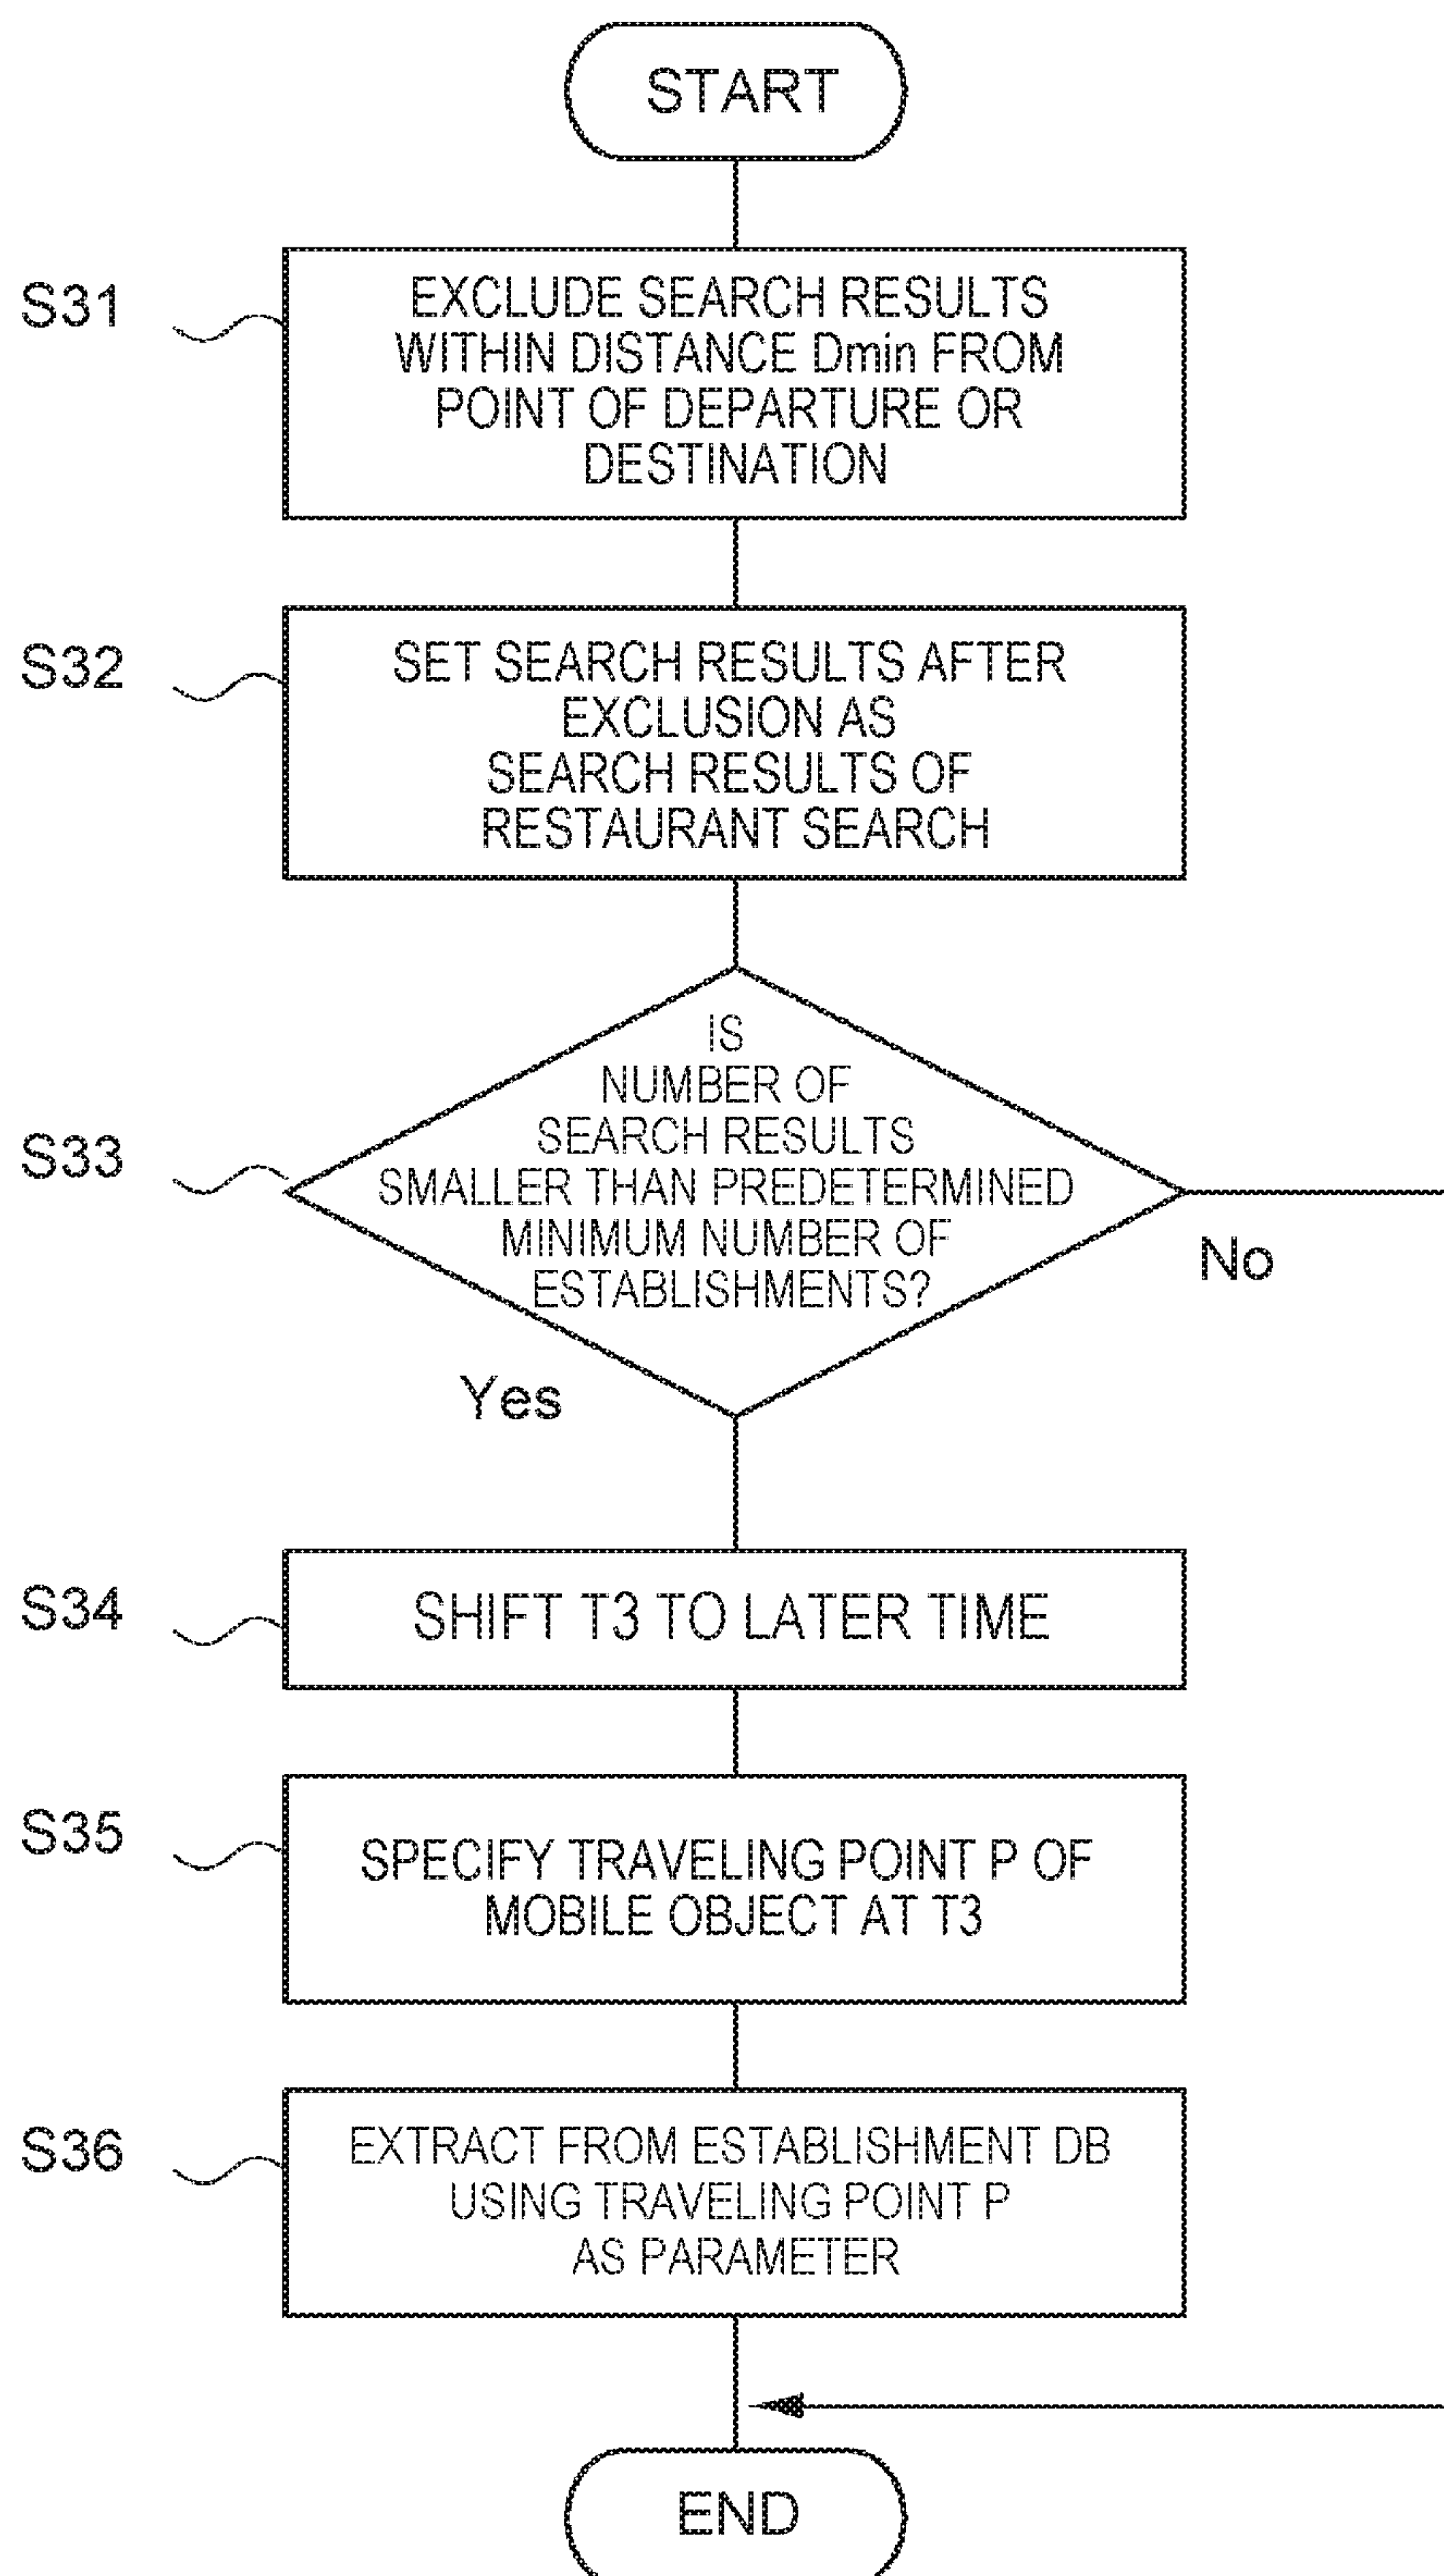 START
S31
EXCLUDE SEARCH RESULTS
WITHIN DISTANCE Dmin FROM
POINT OF DEPARTURE OR
DESTINATION
S32
SET SEARCH RESULTS AFTER
EXCLUSION AS
SEARCH RESULTS OF
RESTAURANT SEARCH
S33
IS
NUMBER OF
SEARCH RESULTS
SMALLER THAN PREDETERMINED
MINIMUM NUMBER OF
ESTABLISHMENTS?
No
Yes
S34
SHIFT T3 TO LATER TIME
S35
SPECIFY TRAVELING POINT P OF
MOBILE OBJECT AT T3
S36
EXTRACT FROM ESTABLISHMENT DB
USING TRAVELING POINT P
AS PARAMETER
END